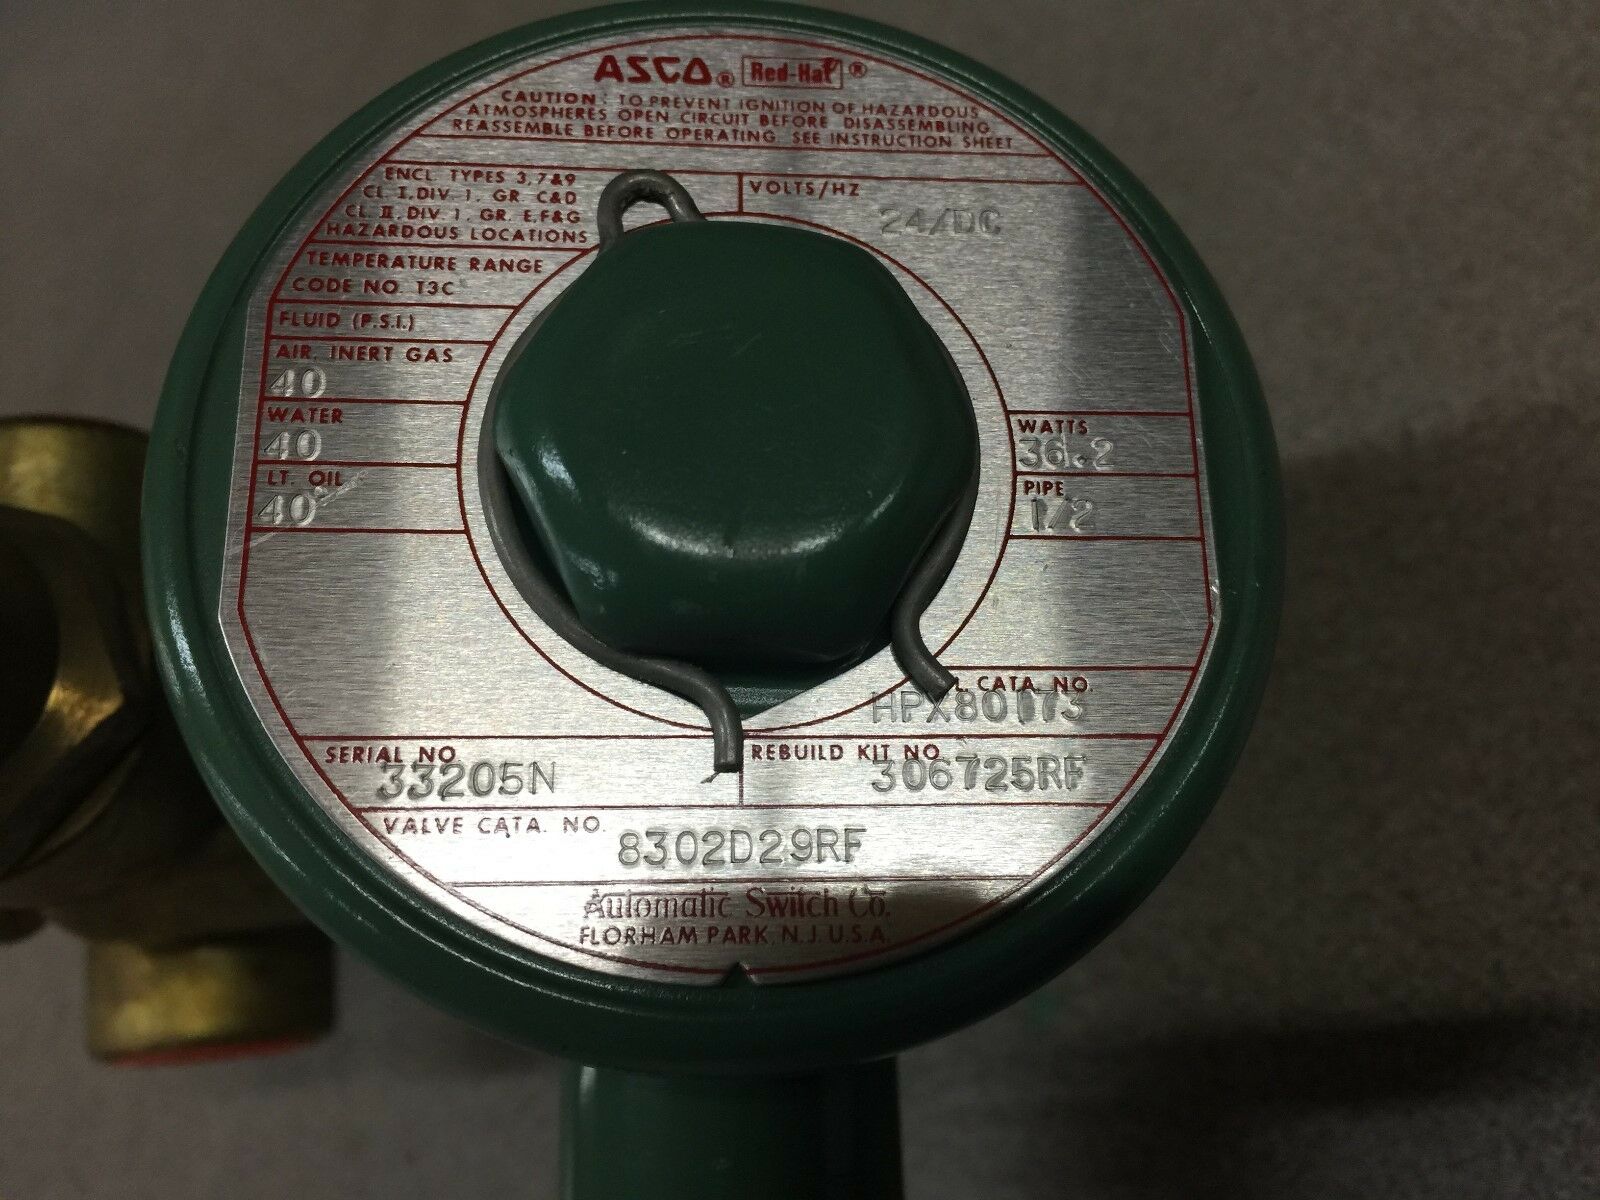 ASCO® Red-Hat®
CAUTION: TO PREVENT IGNITION OF HAZARDOUS
ATMOSPHERES OPEN CIRCUIT BEFORE DISASSEMBLING.
REASSEMBLE BEFORE OPERATING. SEE INSTRUCTION SHEET
ENCL. TYPES 3,7&9
CL. I, DIV. 1, GR. C&D
CL. II, DIV. 1, GR. E,F&G
HAZARDOUS LOCATIONS
VOLTS/HZ
24/DC
TEMPERATURE RANGE
CODE NO. T3C
FLUID (P.S.I.)
AIR. INERT GAS
40
WATER
40
LT. OIL
40
WATTS
36.2
PIPE
1/2
L CATA. NO.
HPX80173
SERIAL NO
33205N
REBUILD KIT NO.
306725RF
VALVE CATA. NO.
8302D29RF
Automatic Switch Co.
FLORHAM PARK, N.J. U.S.A.